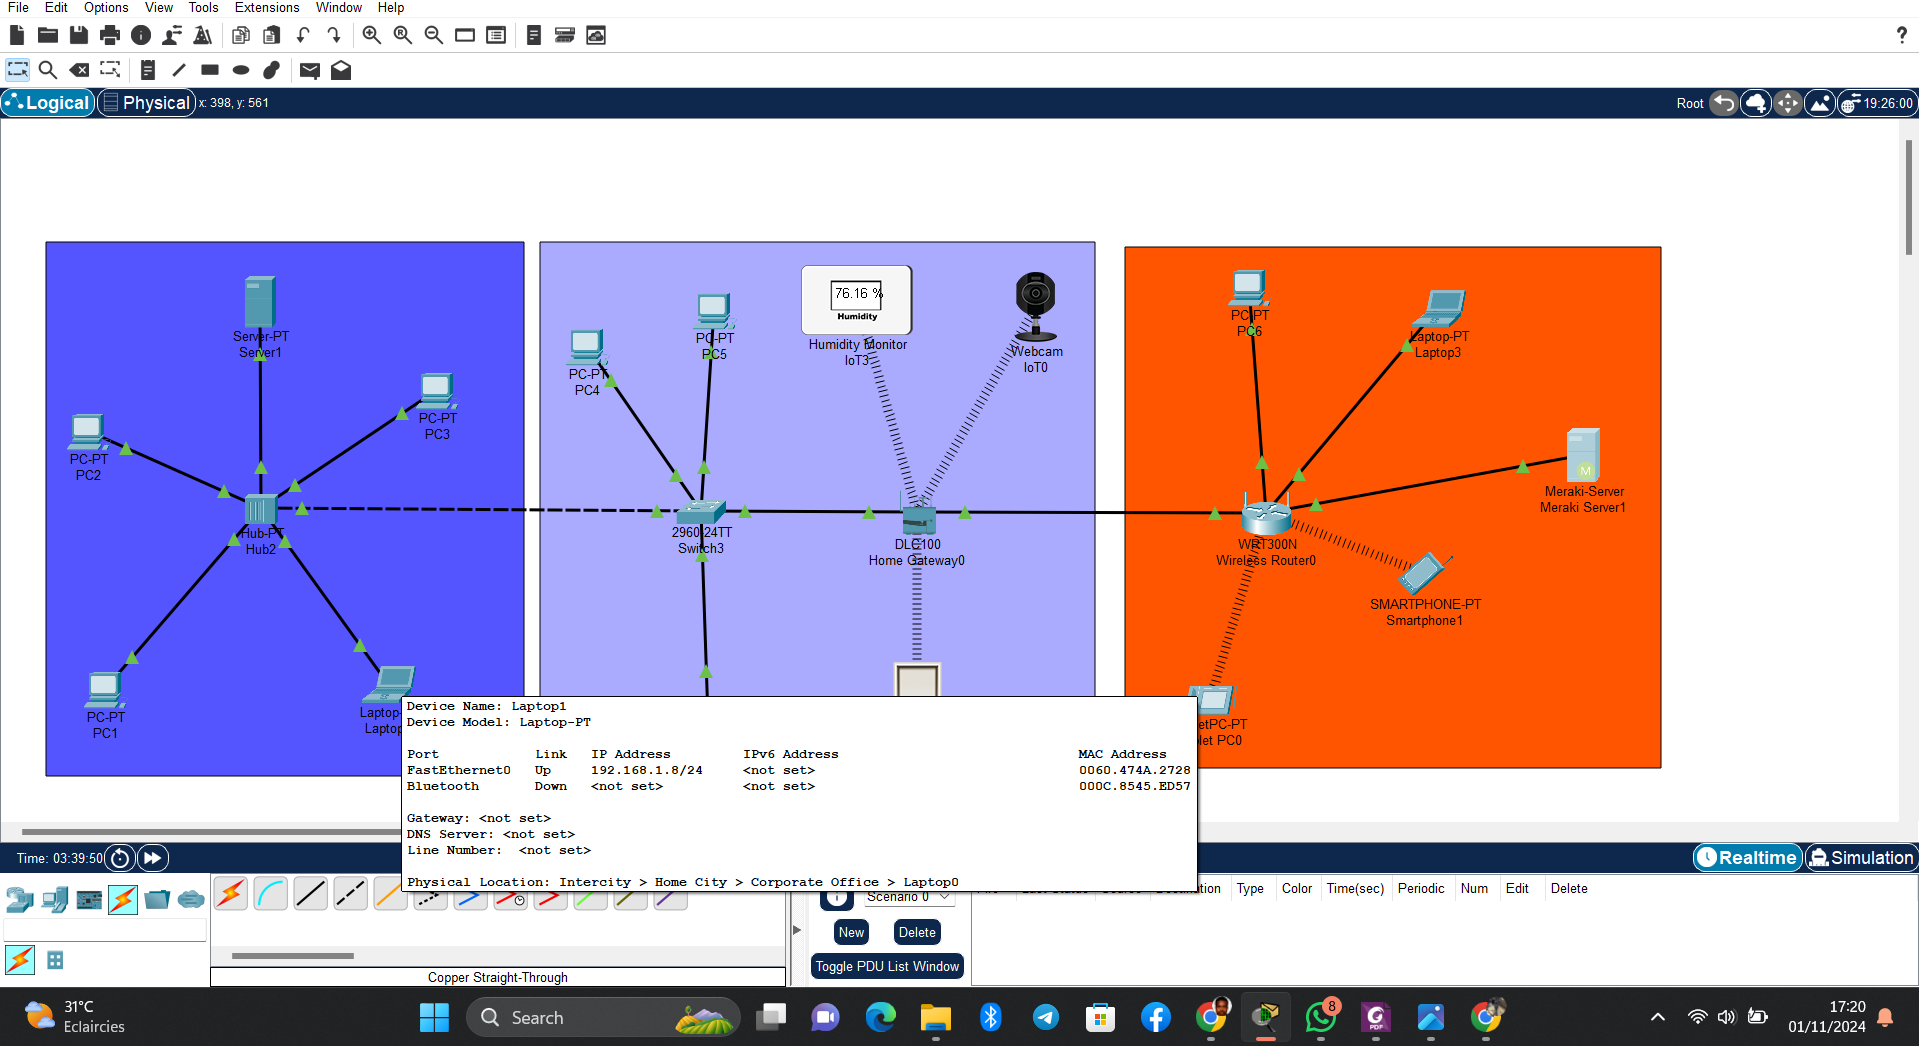 File Edit Options View Tools Extensions Window Help
?
Logical Physical x: 398, y: 561 Root 19:26:00
Server-PT
Server1
PC-PT
PC3
PC-PT
PC2
Hub-PT
Hub2
PC-PT
PC1
Laptop-
Laptop
PC-PT
PC5
PC-PT
PC4
76.16 %
Humidity
Humidity Monitor
IoT3
Webcam
IoT0
2960-24TT
Switch3
DLC100
Home Gateway0
PC-PT
PC6
Laptop-PT
Laptop3
M
Meraki-Server
Meraki Server1
WRT300N
Wireless Router0
SMARTPHONE-PT
Smartphone1
etPC-PT
let PC0
Device Name: Laptop1
Device Model: Laptop-PT
Port Link IP Address IPv6 Address MAC Address
FastEthernet0 Up 192.168.1.8/24 <not set> 0060.474A.2728
Bluetooth Down <not set> <not set> 000C.8545.ED57
Gateway: <not set>
DNS Server: <not set>
Line Number: <not set>
Physical Location: Intercity > Home City > Corporate Office > Laptop0
Time: 03:39:50 Realtime Simulation
Type Color Time(sec) Periodic Num Edit Delete
Scenario 0
New Delete
Toggle PDU List Window
Copper Straight-Through
31°C
Eclaircies
Search
8
PDF
17:20
01/11/2024